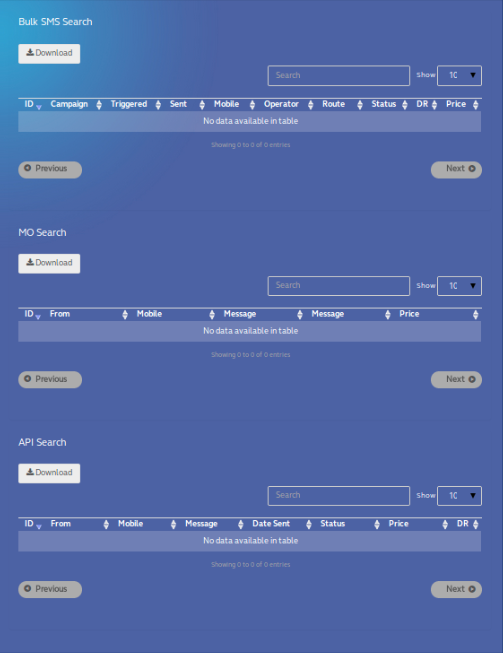 Bulk SMS Search
Download
Search Show 10
ID Campaign Triggered Sent Mobile Operator Route Status DR Price
No data available in table
Showing 0 to 0 of 0 entries
Previous Next
MO Search
Download
Search Show 10
ID From Mobile Message Message Price
No data available in table
Showing 0 to 0 of 0 entries
Previous Next
API Search
Download
Search Show 10
ID From Mobile Message Date Sent Status Price DR
No data available in table
Showing 0 to 0 of 0 entries
Previous Next